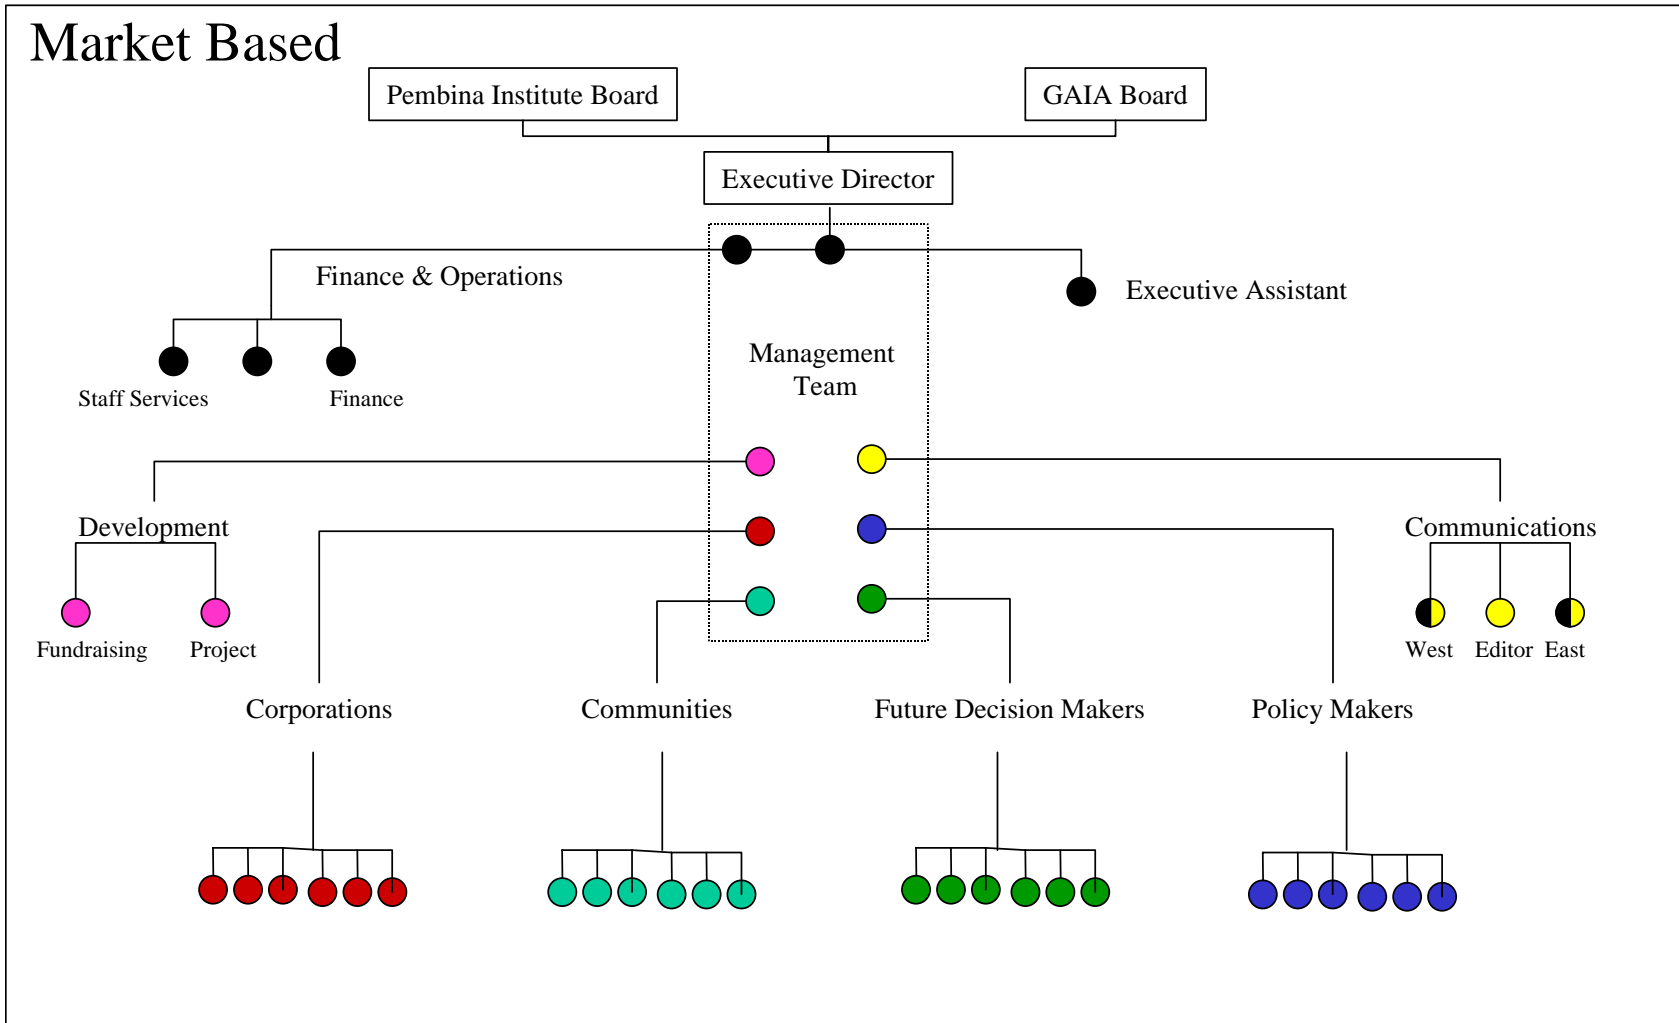 Market Based
Pembina Institute Board
GAIA Board
Executive Director
Finance & Operations
Executive Assistant
Management
Team
Staff Services
Finance
Development
Communications
Fundraising
Project
West
Editor
East
Corporations
Communities
Future Decision Makers
Policy Makers